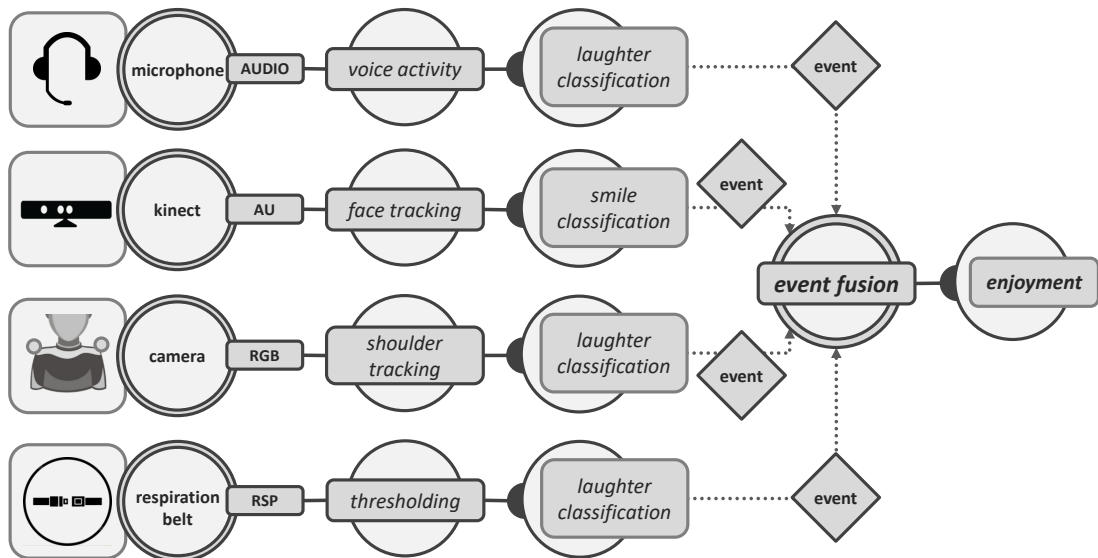 microphone
AUDIO
voice activity
laughter
classification
event
kinect
AU
face tracking
smile
classification
event
event fusion
enjoyment
camera
RGB
shoulder
tracking
laughter
classification
event
respiration
belt
RSP
thresholding
laughter
classification
event